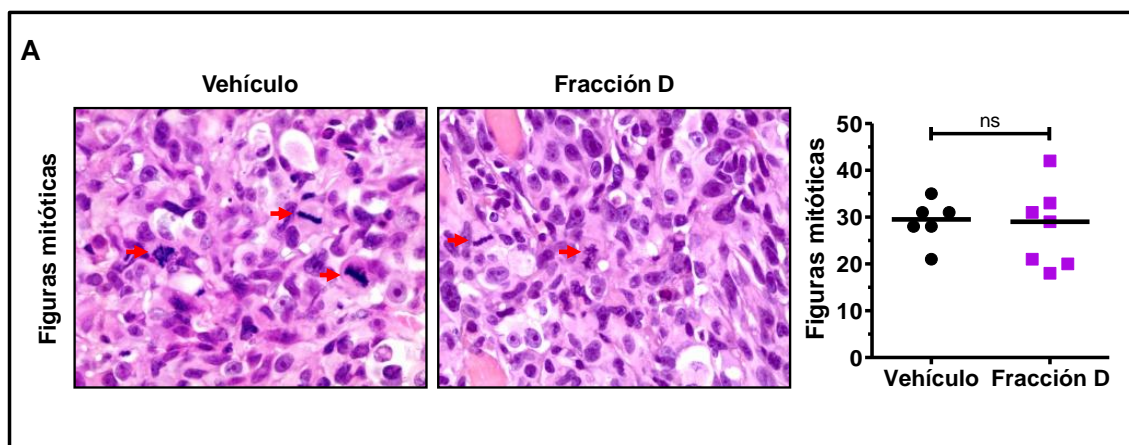 A
Vehículo
Fracción D
Figuras mitóticas
Figuras mitóticas
50
40
30
20
10
0
ns
Vehículo
Fracción D